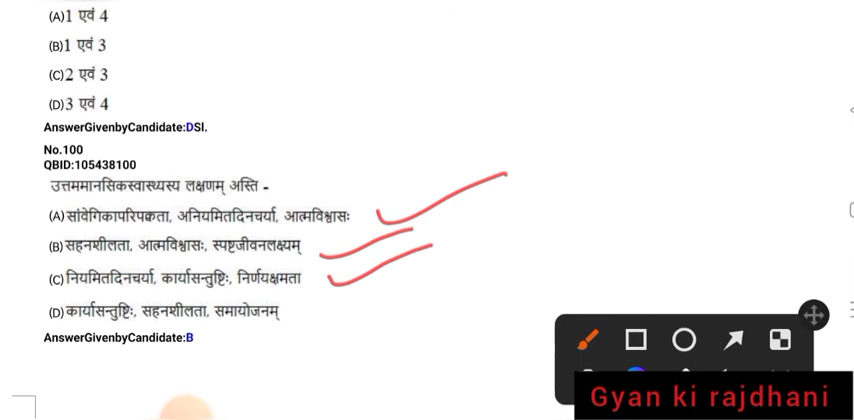 (A)1 एवं 4
(B)1 एवं 3
(C)2 एवं 3
(D)3 एवं 4
AnswerGivenbyCandidate:DSl.
No.100
QBID:105438100
उत्तममानसिकस्वास्थ्यस्य लक्षणम् अस्ति -
(A) सांवेगिकापरिपक्वता, अनियमितदिनचर्या, आत्मविश्वासः
(B) सहनशीलता, आत्मविश्वासः, स्पष्टजीवनलक्ष्यम्
(C) नियमितदिनचर्या, कार्यासन्तुष्टिः, निर्णयक्षमता
(D) कार्यासन्तुष्टिः, सहनशीलता, समायोजनम्
AnswerGivenbyCandidate:B
Gyan ki rajdhani